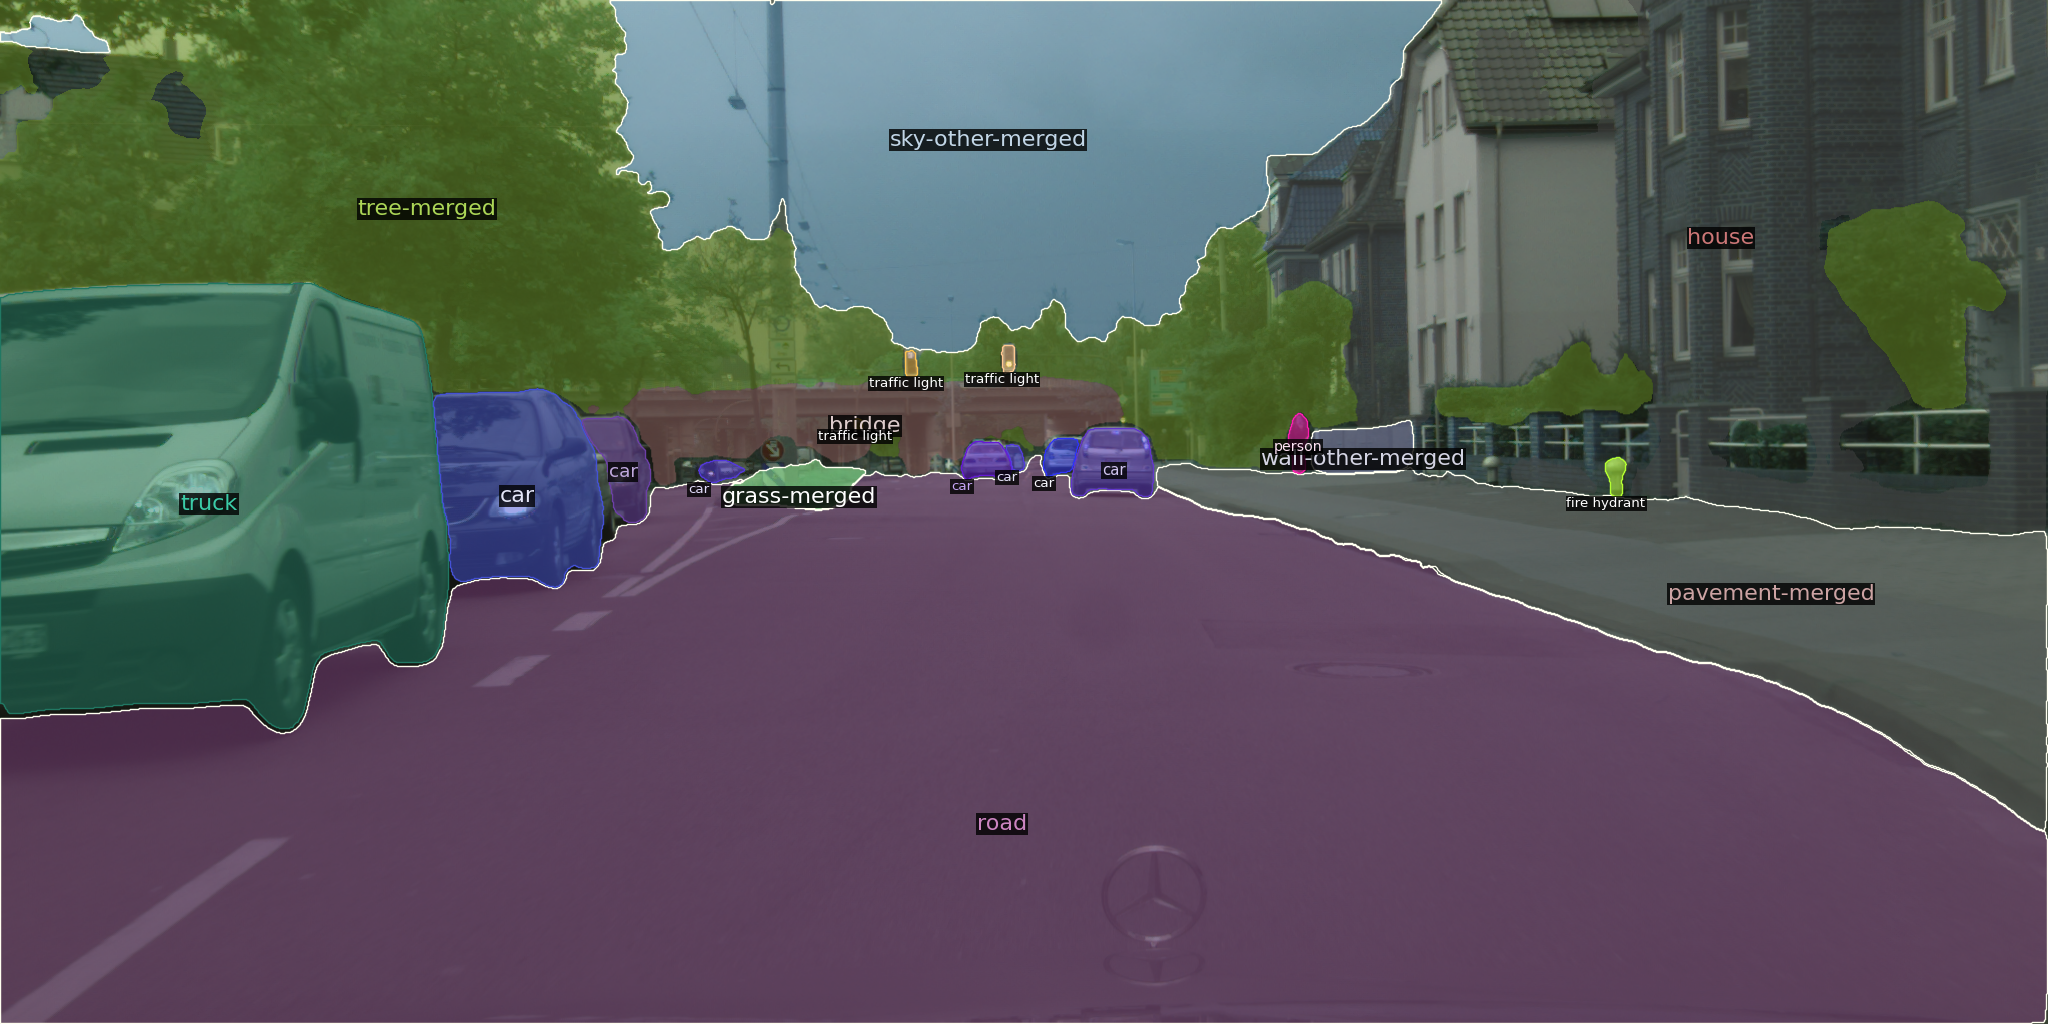 sky-other-merged
tree-merged
house
traffic light
traffic light
bridge
traffic light
person
wall-other-merged
car
car
car
car
car
car
car
grass-merged
truck
fire hydrant
pavement-merged
road